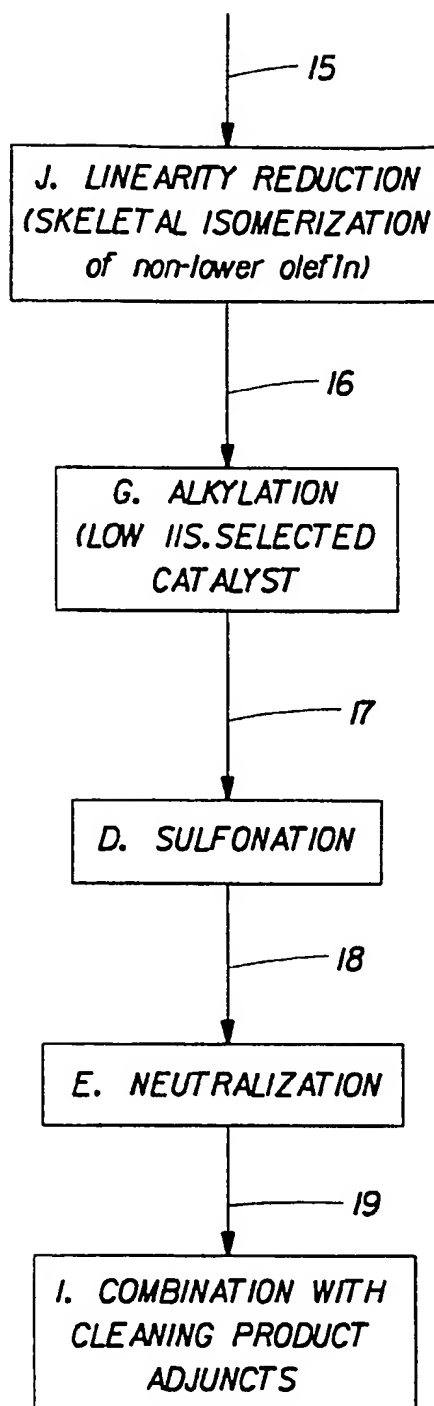 15
J. LINEARITY REDUCTION
(SKELETAL ISOMERIZATION
of non-lower olefin)
16
G. ALKYLATION
(LOW IIS.SELECTED
CATALYST
17
D. SULFONATION
18
E. NEUTRALIZATION
19
I. COMBINATION WITH
CLEANING PRODUCT
ADJUNCTS